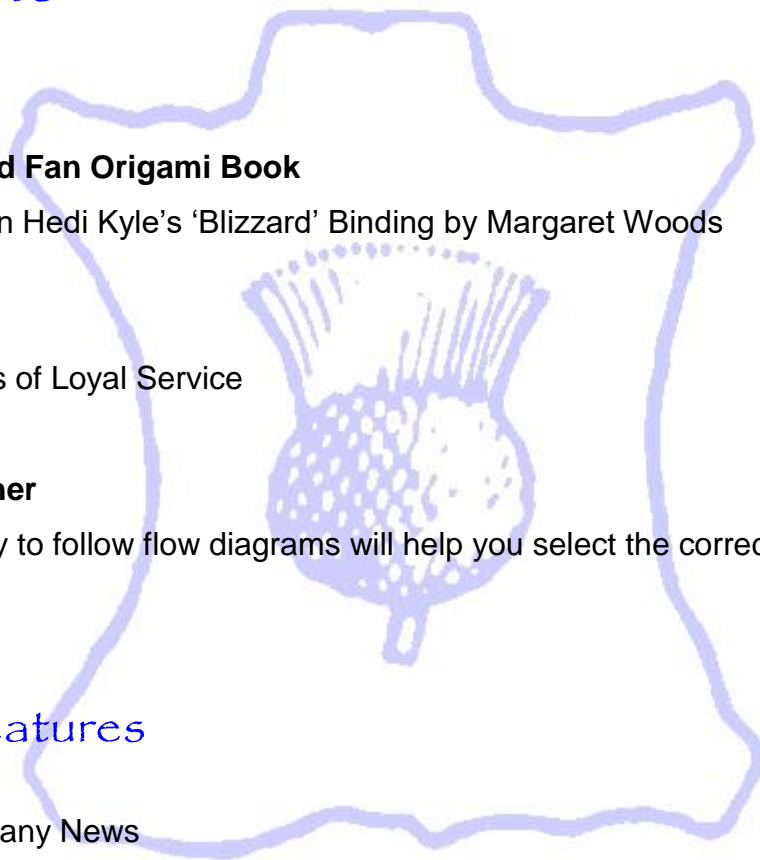 d Fan Origami Book
n Hedi Kyle's ‘Blizzard’ Binding by Margaret Woods
s of Loyal Service
her
y to follow flow diagrams will help you select the correc
eatures
any News